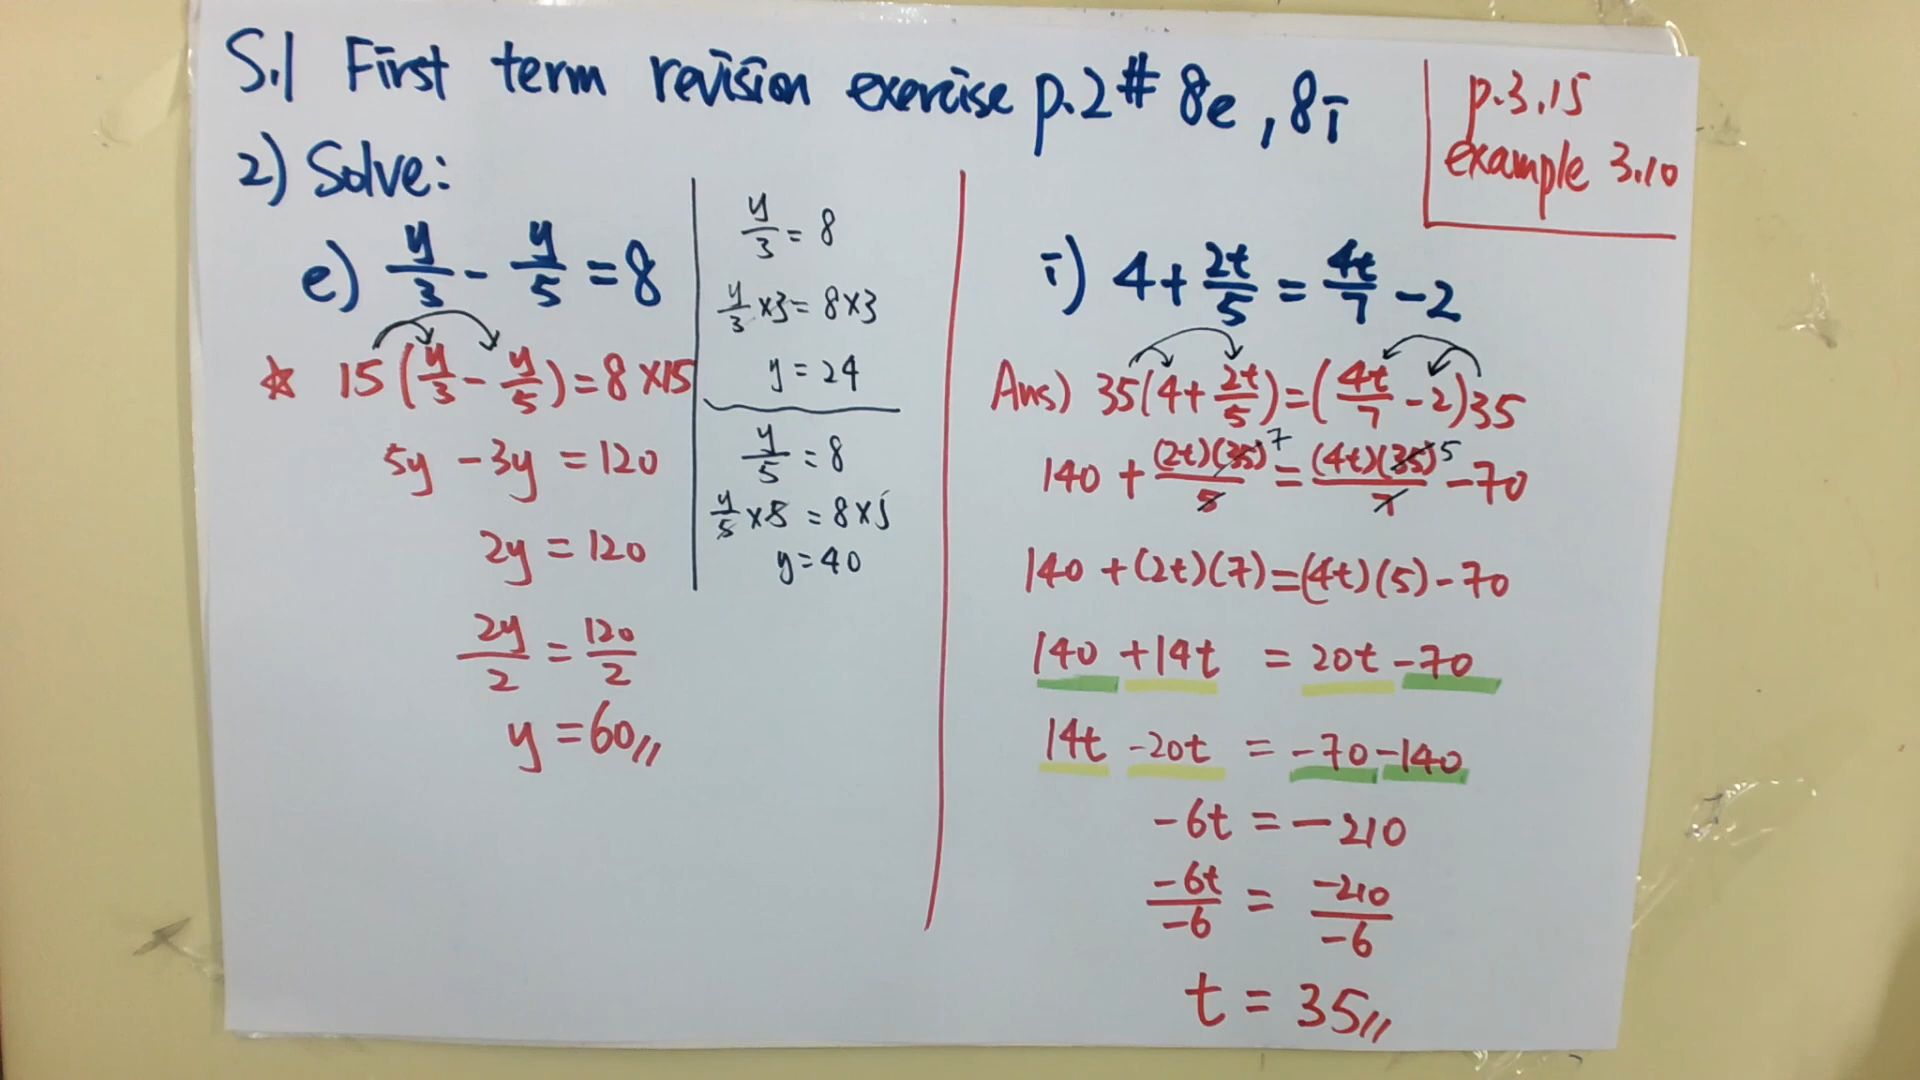 S.1 First term revision exercise p.2 # 8e, 8i
p.3.15
example 3.10
2) Solve:
e) y/3 - y/5 = 8
☆ 15(y/3 - y/5) = 8 x15
5y - 3y = 120
2y = 120
2y/2 = 120/2
y = 60//
y/3 = 8
y/3 x3 = 8x3
y = 24
y/5 = 8
y/5 x5 = 8x5
y = 40
i) 4 + 2t/5 = 4t/7 - 2
Ans) 35(4 + 2t/5) = (4t/7 - 2)35
140 + (2t)(35)7/5 = (4t)(35)5/7 - 70
140 + (2t)(7) = (4t)(5) - 70
140 + 14t = 20t - 70
14t - 20t = -70 - 140
-6t = -210
-6t/-6 = -210/-6
t = 35//